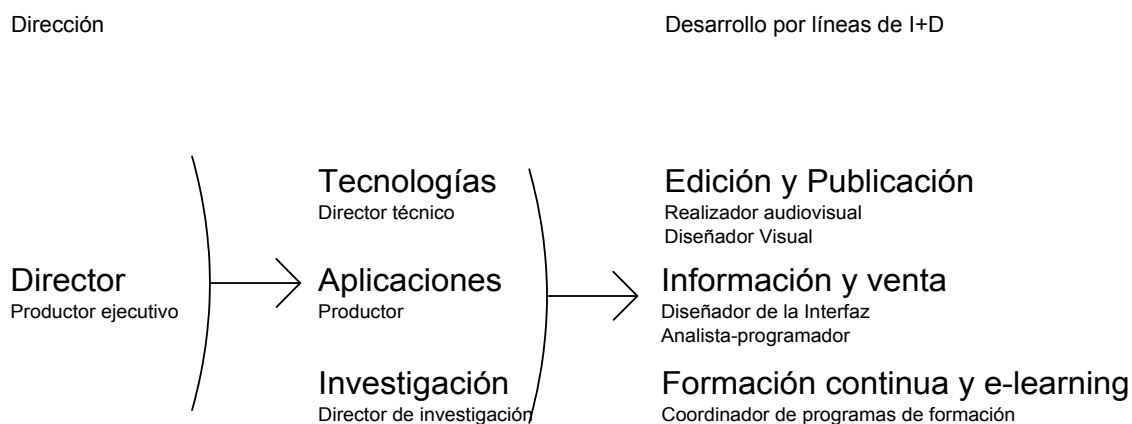 Dirección
Desarrollo por líneas de I+D
Director
Productor ejecutivo
Tecnologías
Director técnico
Aplicaciones
Productor
Investigación
Director de investigación
Edición y Publicación
Realizador audiovisual
Diseñador Visual
Información y venta
Diseñador de la Interfaz
Analista-programador
Formación continua y e-learning
Coordinador de programas de formación